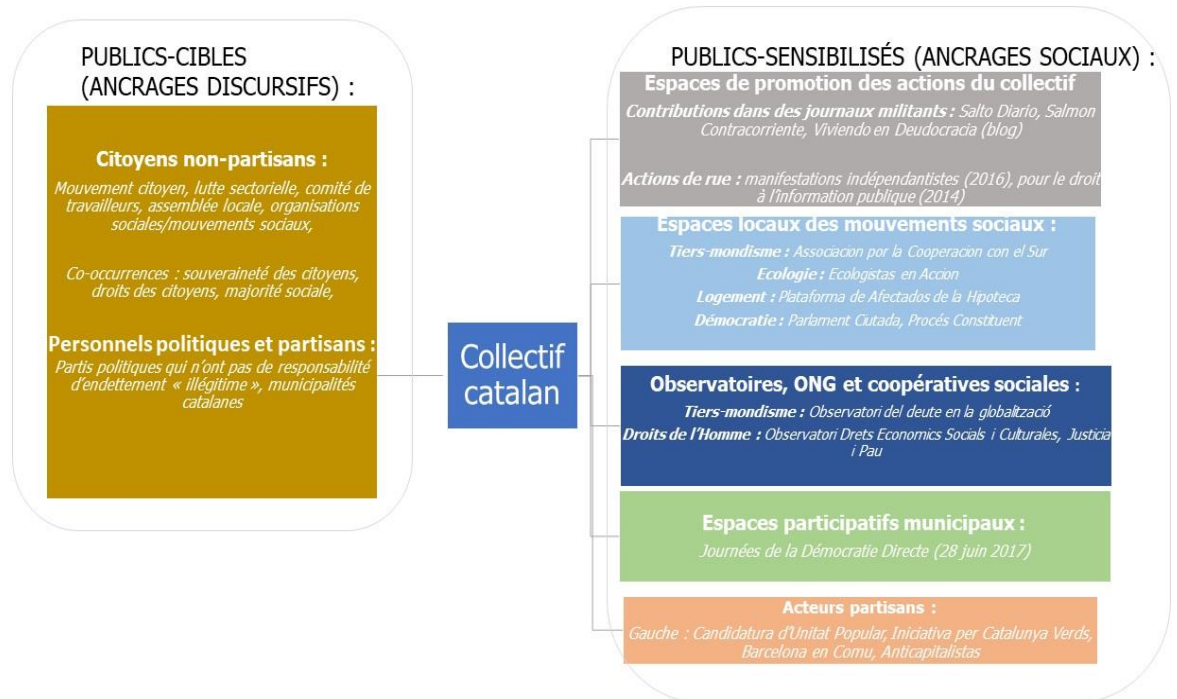 PUBLICS-CIBLES
(ANCRAGES DISCURSIFS) :
Citoyens non-partisans :
Mouvement citoyen, lutte sectorielle, comité de
travailleurs, assemblée locale, organisations
sociales/mouvements sociaux,
Co-occurrences : souveraineté des citoyens,
droits des citoyens, majorité sociale,
Personnels politiques et partisans :
Partis politiques qui n'ont pas de responsabilité
d'endettement « illégitime », municipalités
catalanes
Collectif
catalan
PUBLICS-SENSIBILISÉS (ANCRAGES SOCIAUX) :
Espaces de promotion des actions du collectif
Contributions dans des journaux militants : Salto Diario, Salmon
Contracorriente, Viviendo en Deudocracia (blog)
Actions de rue : manifestations indépendantistes (2016), pour le droit
à l'information publique (2014)
Espaces locaux des mouvements sociaux :
Tiers-mondisme : Associacion por la Cooperacion con el Sur
Ecologie : Ecologistas en Accion
Logement : Plataforma de Afectados de la Hipoteca
Démocratie : Parlament Ciutada, Procés Constituent
Observatoires, ONG et coopératives sociales :
Tiers-mondisme : Observatori del deute en la globalització
Droits de l'Homme : Observatori Drets Economics Socials i Culturales, Justicia
i Pau
Espaces participatifs municipaux :
Journées de la Démocratie Directe (28 juin 2017)
Acteurs partisans :
Gauche : Candidatura d'Unitat Popular, Iniciativa per Catalunya Verds,
Barcelona en Comu, Anticapitalistas